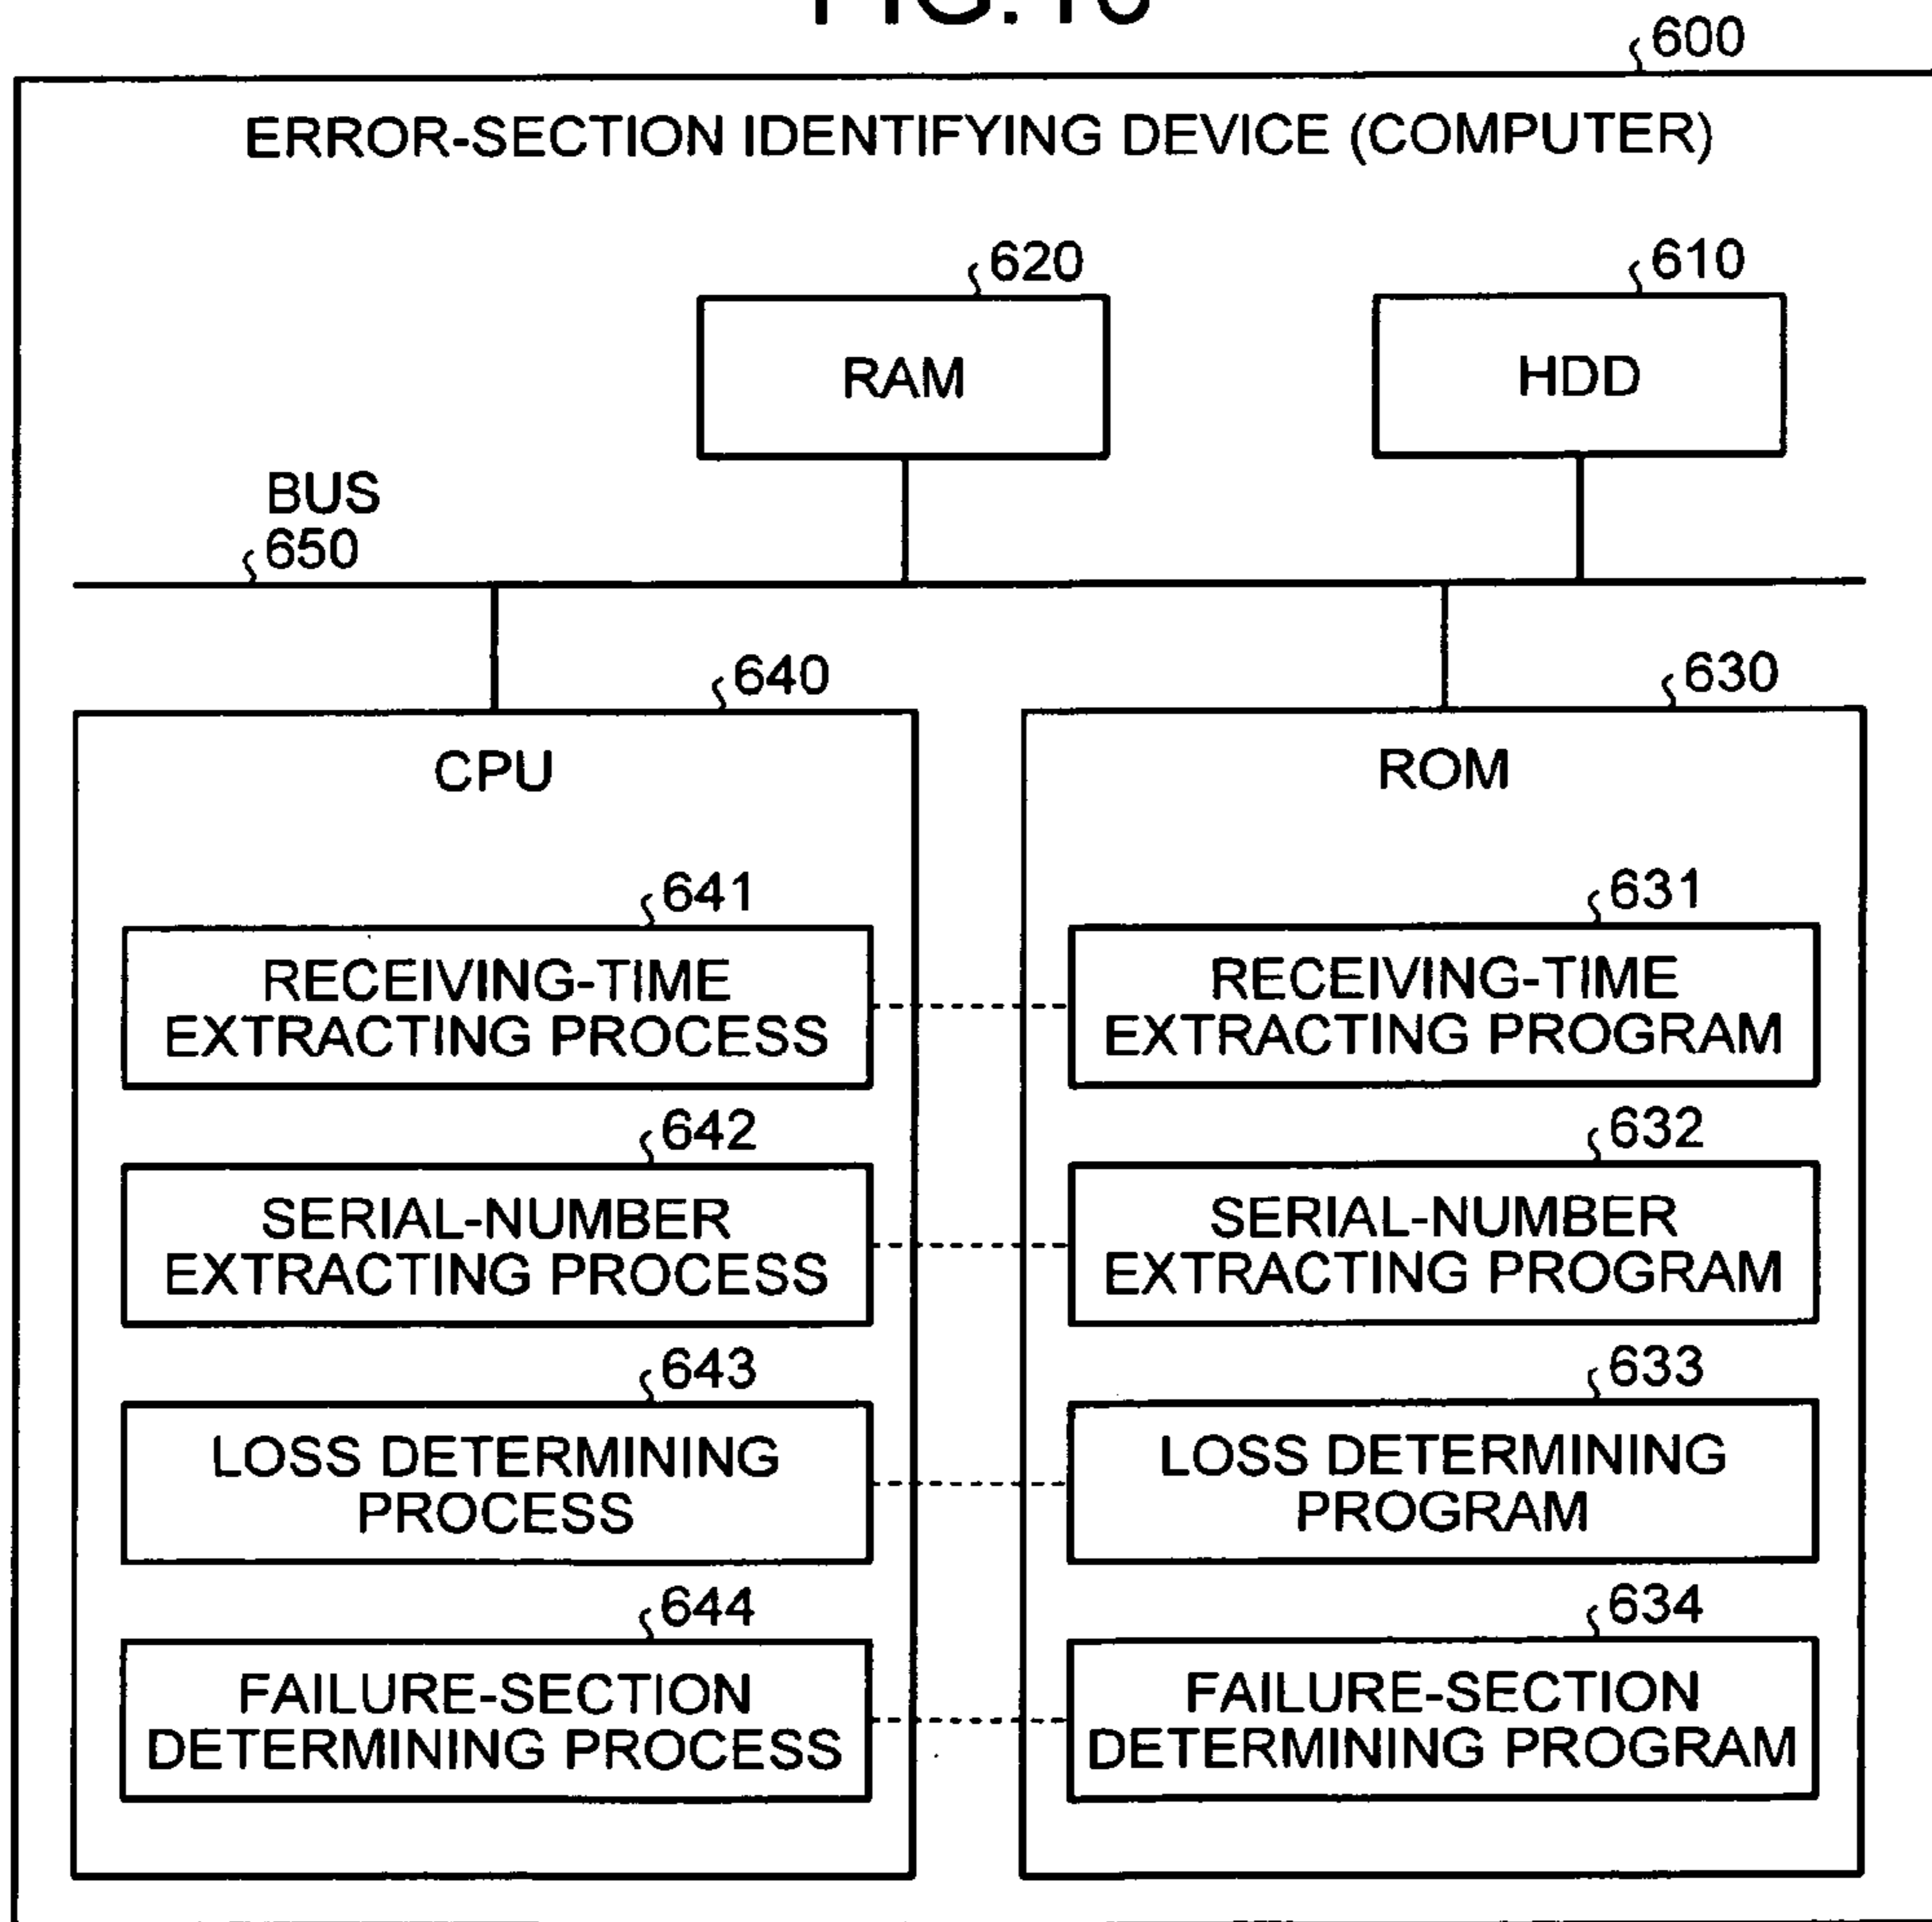 600
ERROR-SECTION IDENTIFYING DEVICE (COMPUTER)
620
610
RAM
HDD
BUS
650
640
630
CPU
ROM
641
631
RECEIVING-TIME
EXTRACTING PROCESS
RECEIVING-TIME
EXTRACTING PROGRAM
642
632
SERIAL-NUMBER
EXTRACTING PROCESS
SERIAL-NUMBER
EXTRACTING PROGRAM
643
633
LOSS DETERMINING
PROCESS
LOSS DETERMINING
PROGRAM
644
634
FAILURE-SECTION
DETERMINING PROCESS
FAILURE-SECTION
DETERMINING PROGRAM